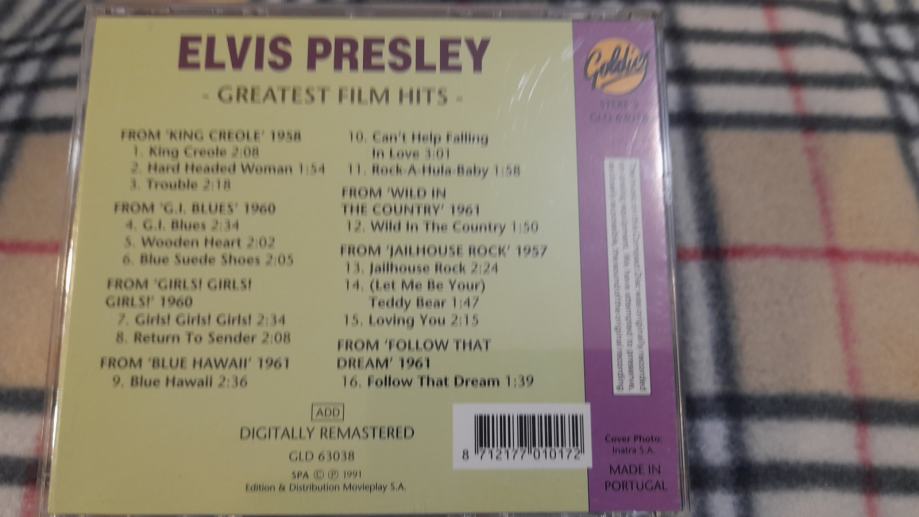 ELVIS PRESLEY
- GREATEST FILM HITS -
FROM 'KING CREOLE' 1958
1. King Creole 2:08
2. Hard Headed Woman 1:54
3. Trouble 2:18
FROM 'G.I. BLUES' 1960
4. G.I. Blues 2:34
5. Wooden Heart 2:02
6. Blue Suede Shoes 2:05
FROM 'GIRLS! GIRLS!
GIRLS!' 1960
7. Girls! Girls! Girls! 2:34
8. Return To Sender 2:08
FROM 'BLUE HAWAII' 1961
9. Blue Hawaii 2:36
10. Can't Help Falling
In Love 3:01
11. Rock-A-Hula-Baby 1:58
FROM 'WILD IN
THE COUNTRY' 1961
12. Wild In The Country 1:50
FROM 'JAILHOUSE ROCK' 1957
13. Jailhouse Rock 2:24
14. (Let Me Be Your)
Teddy Bear 1:47
15. Loving You 2:15
FROM 'FOLLOW THAT
DREAM' 1961
16. Follow That Dream 1:39
ADD
DIGITALLY REMASTERED
GLD 63038
SPA © ℗ 1991
Edition & Distribution Movieplay S.A.
8 712177 010172
Goldies
STEREO
GLD 63038
Cover Photo:
Inatra S.A.
MADE IN
PORTUGAL